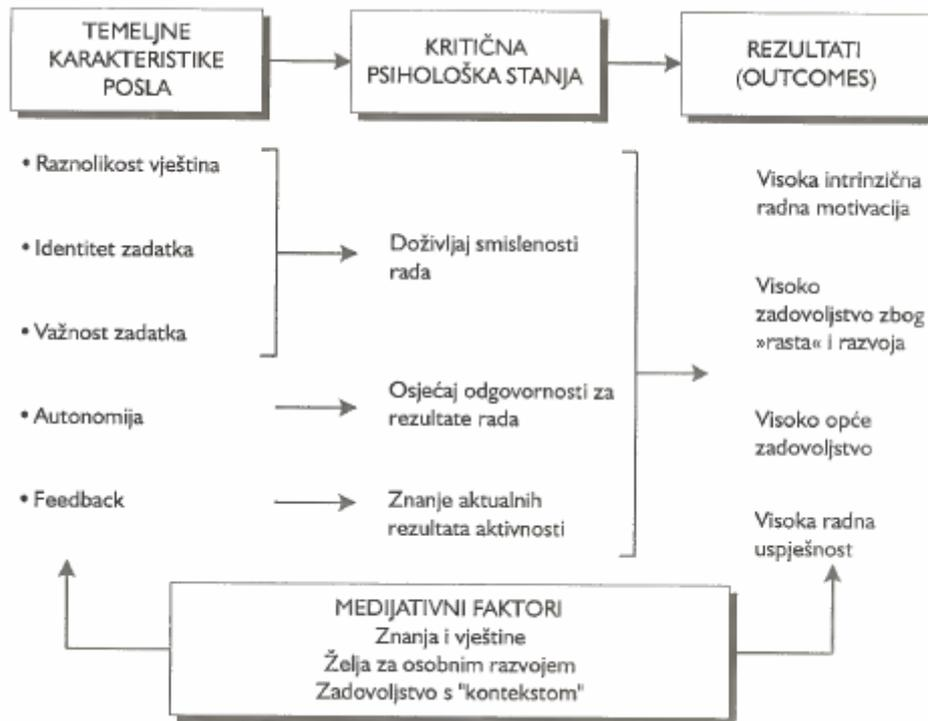 TEMELJNE
KARAKTERISTIKE
POSLA
KRITIČNA
PSIHOLOŠKA STANJA
REZULTATI
(OUTCOMES)
• Raznolikost vještina
• Identitet zadatka
• Važnost zadatka
• Autonomija
• Feedback
Doživljaj smislenosti
rada
Osjećaj odgovornosti za
rezultate rada
Znanje aktualnih
rezultata aktivnosti
Visoka intrinzična
radna motivacija
Visoko
zadovoljstvo zbog
»rasta« i razvoja
Visoko opće
zadovoljstvo
Visoka radna
uspješnost
MEDIJATIVNI FAKTORI
Znanja i vještine
Želja za osobnim razvojem
Zadovoljstvo s "kontekstom"